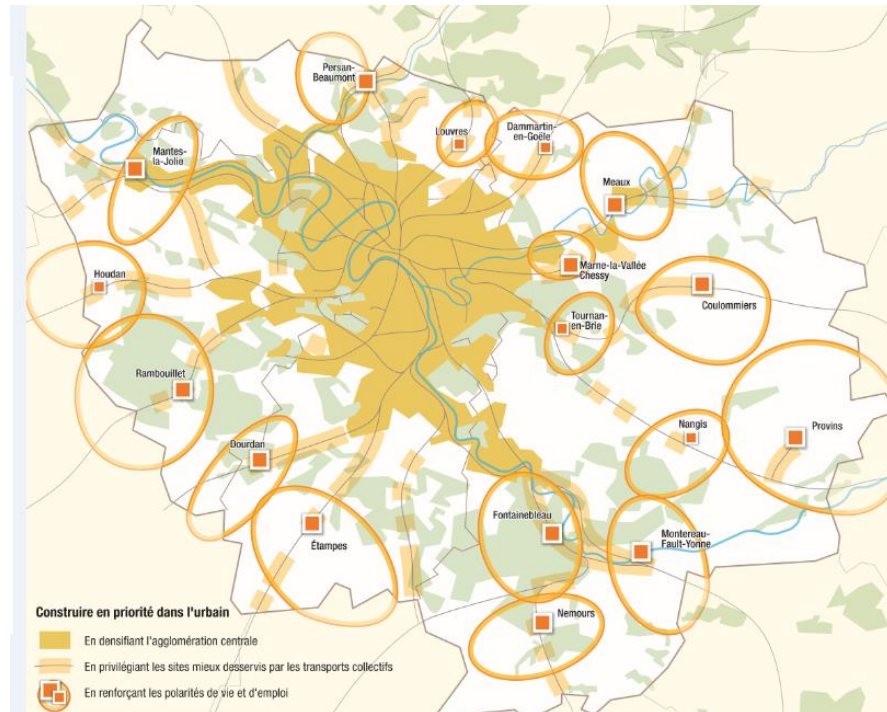 Persan-
Beaumont
Louvres
Dammartin-
en-Goële
Mantes-
la-Jolie
Meaux
Marne-la-Vallée
Chessy
Houdan
Coulommiers
Tournan-
en-Brie
Rambouillet
Nangis
Provins
Dourdan
Fontainebleau
Montereau-
Fault-Yonne
Étampes
Nemours
Construire en priorité dans l'urbain
En densifiant l'agglomération centrale
En privilégiant les sites mieux desservis par les transports collectifs
En renforçant les polarités de vie et d'emploi